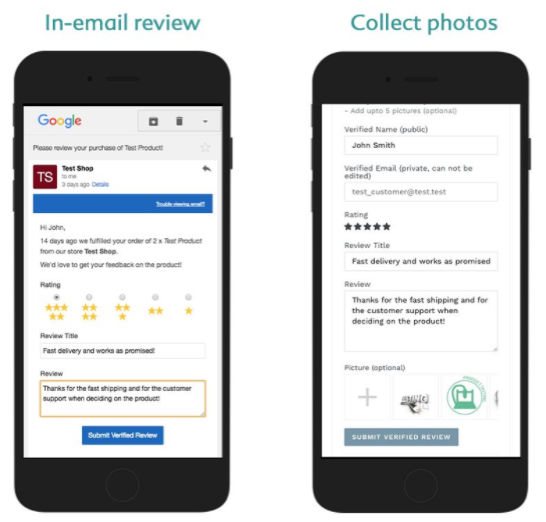 In-email review
Google
Please review your purchase of Test Product!
TS
Test Shop
to me
3 days ago Details
Trouble viewing email?
Hi John,
14 days ago we fulfilled your order of 2 x Test Product
from our store Test Shop.
We'd love to get your feedback on the product!
Rating
Review Title
Fast delivery and works as promised!
Review
Thanks for the fast shipping and for the customer
support when deciding on the product!
Submit Verified Review
Collect photos
- Add upto 5 pictures (optional)
Verified Name (public)
John Smith
Verified Email (private, can not be
edited)
test_customer@test.test
Rating
Review Title
Fast delivery and works as promised
Review
Thanks for the fast shipping and for
the customer support when
deciding on the product!
Picture (optional)
SUBMIT VERIFIED REVIEW